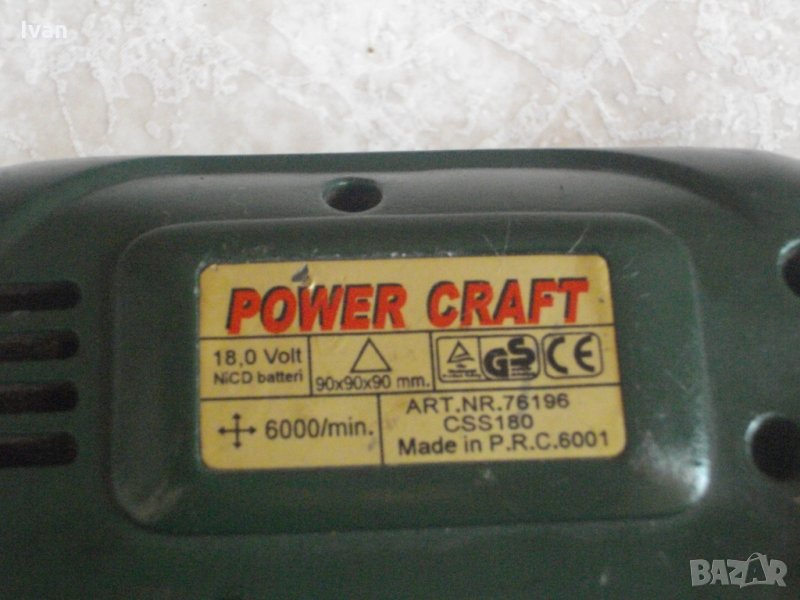 Ivan
POWER CRAFT
18,0 Volt
NiCD batteri
90x90x90 mm.
GS
CE
6000/min.
ART.NR.76196
CSS180
Made in P.R.C.6001
BAZAR